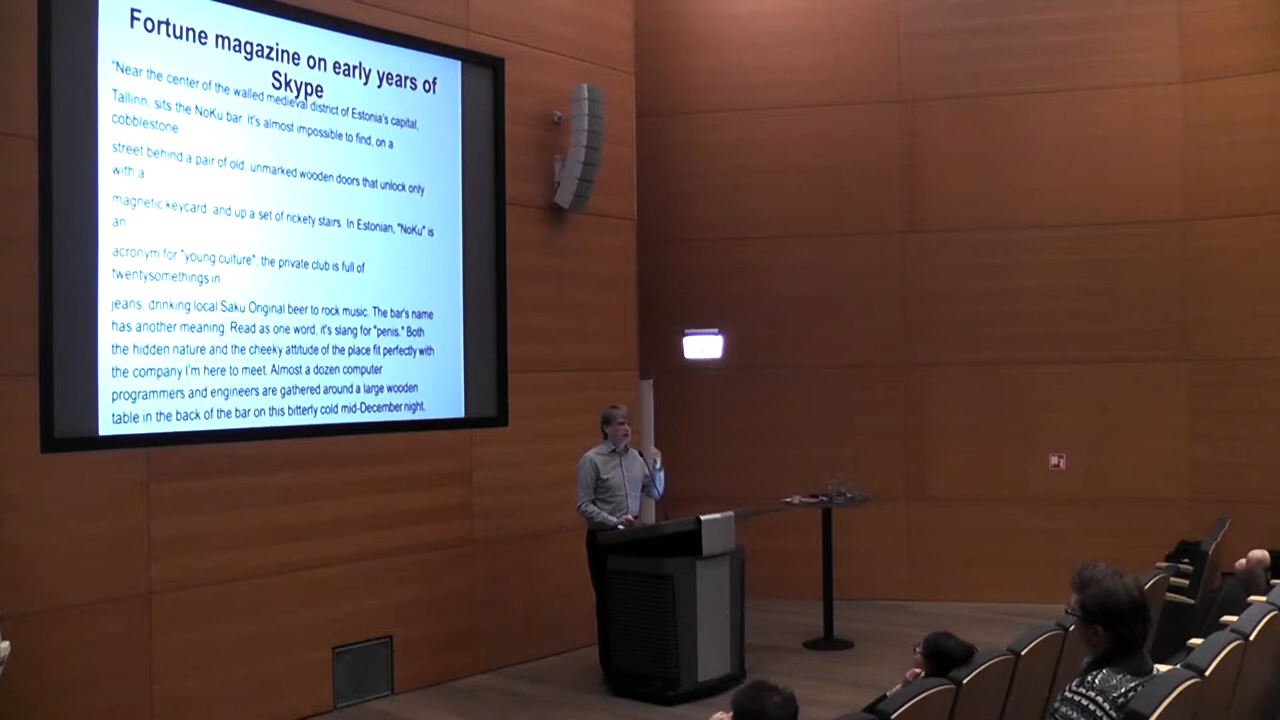 Fortune magazine on early years of
Skype
"Near the center of the walled medieval district of Estonia's capital,
Tallinn, sits the NoKu bar. It's almost impossible to find, on a
cobblestone
street behind a pair of old, unmarked wooden doors that unlock only
with a
magnetic keycard, and up a set of rickety stairs. In Estonian, "NoKu" is
an
acronym for "young culture"; the private club is full of
twentysomethings in
jeans, drinking local Saku Original beer to rock music. The bar's name
has another meaning. Read as one word, it's slang for "penis." Both
the hidden nature and the cheeky attitude of the place fit perfectly with
the company I'm here to meet. Almost a dozen computer
programmers and engineers are gathered around a large wooden
table in the back of the bar on this bitterly cold mid-December night.